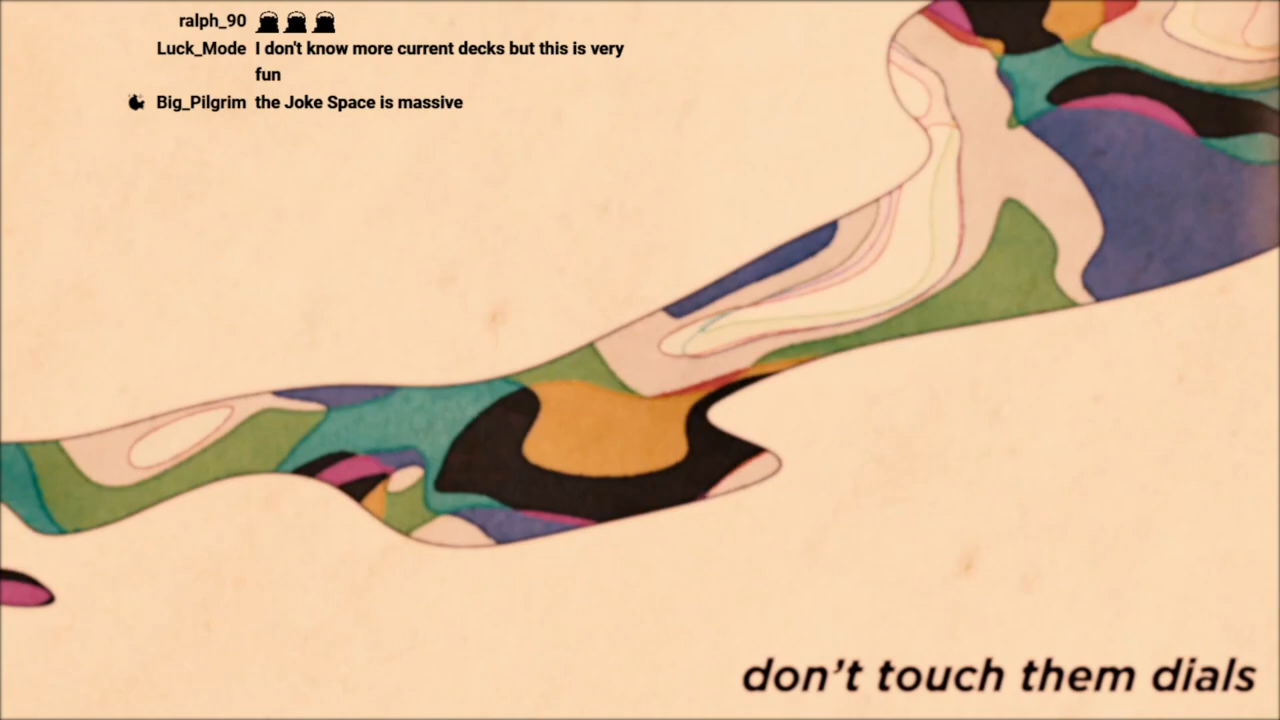 ralph_90
Luck_Mode I don't know more current decks but this is very
fun
Big_Pilgrim the Joke Space is massive
don't touch them dials